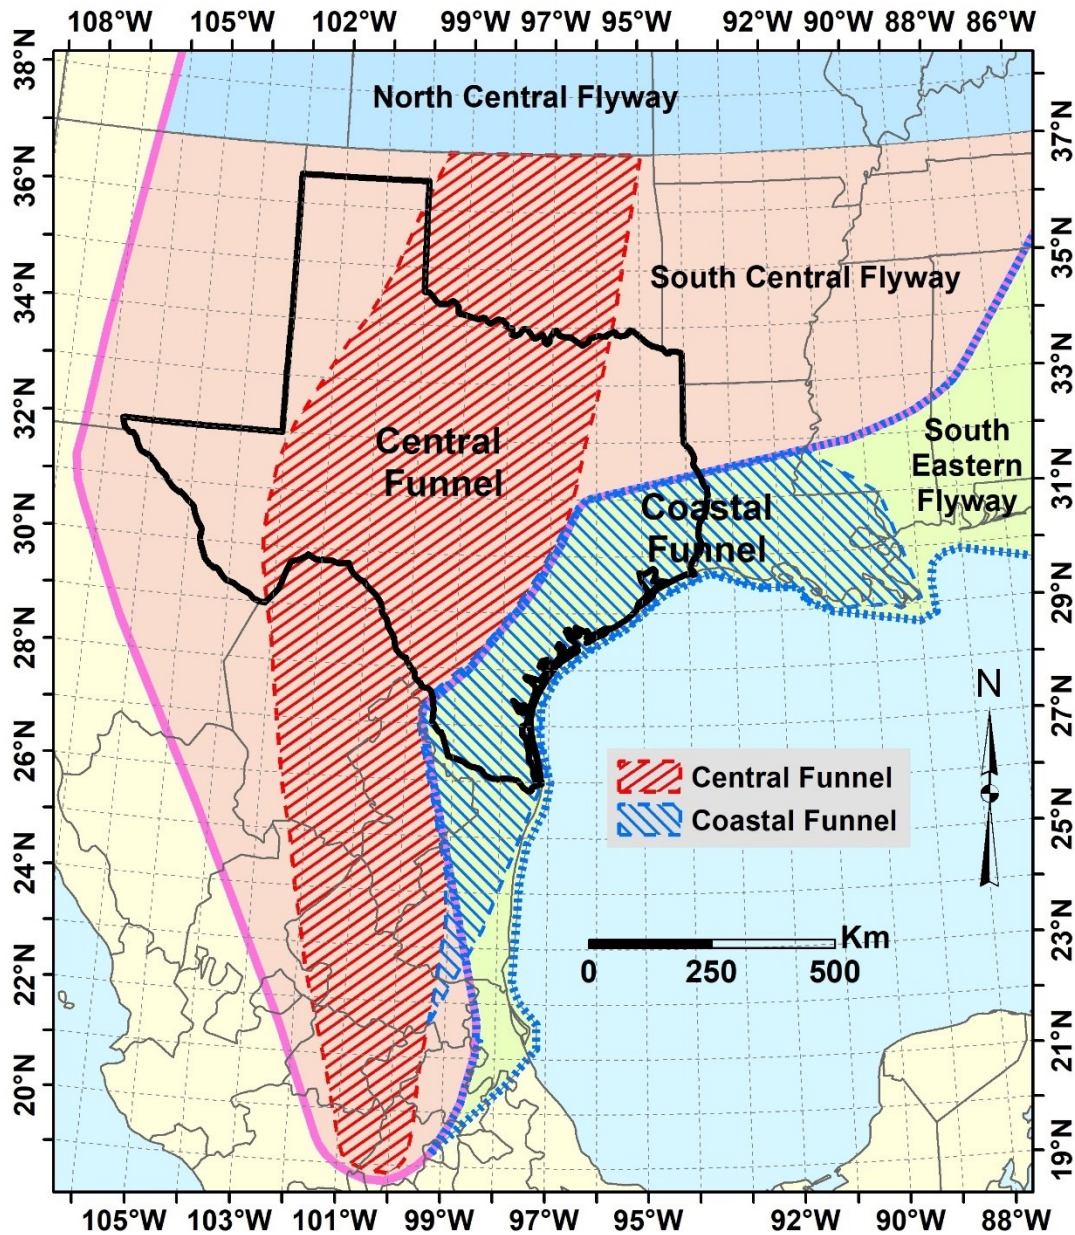 108°W 105°W 102°W 99°W 97°W 95°W 92°W 90°W 86°W
38°N
36°N
34°N
32°N
30°N
28°N
26°N
24°N
22°N
20°N
North Central Flyway
South Central Flyway
Central
Funnel
South
Eastern
Flyway
Coastal
Funnel
N
Central Funnel
Coastal Funnel
Km
0 250 500
37°N
35°N
33°N
31°N
29°N
27°N
25°N
23°N
21°N
19°N
105°W 103°W 101°W 99°W 97°W 95°W 92°W 90°W 88°W